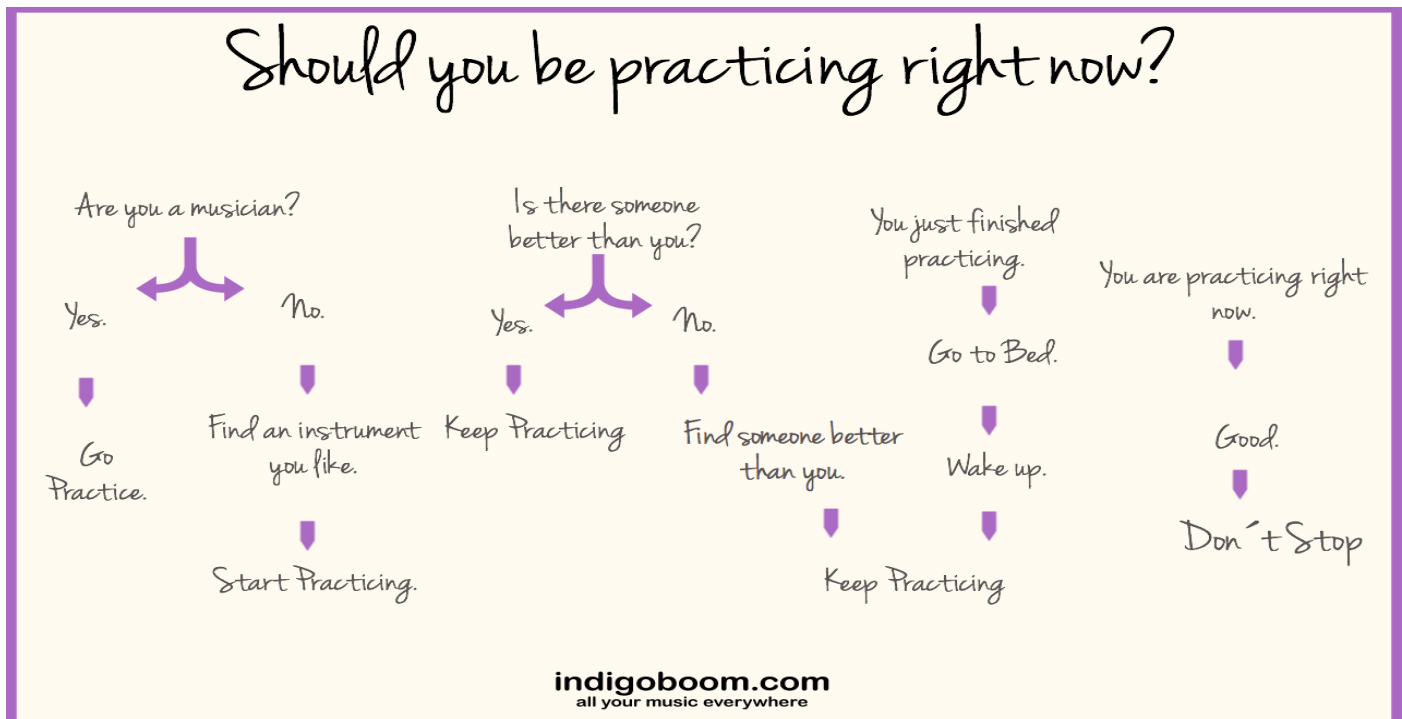 Should you be practicing right now?
Are you a musician?
Yes.
No.
Go
Practice.
Find an instrument
you like.
Start Practicing.
Is there someone
better than you?
Yes.
No.
Keep Practicing
Find someone better
than you.
You just finished
practicing.
Go to Bed.
Wake up.
Keep Practicing
You are practicing right
now.
Good.
Don´t Stop
indigoboom.com
all your music everywhere